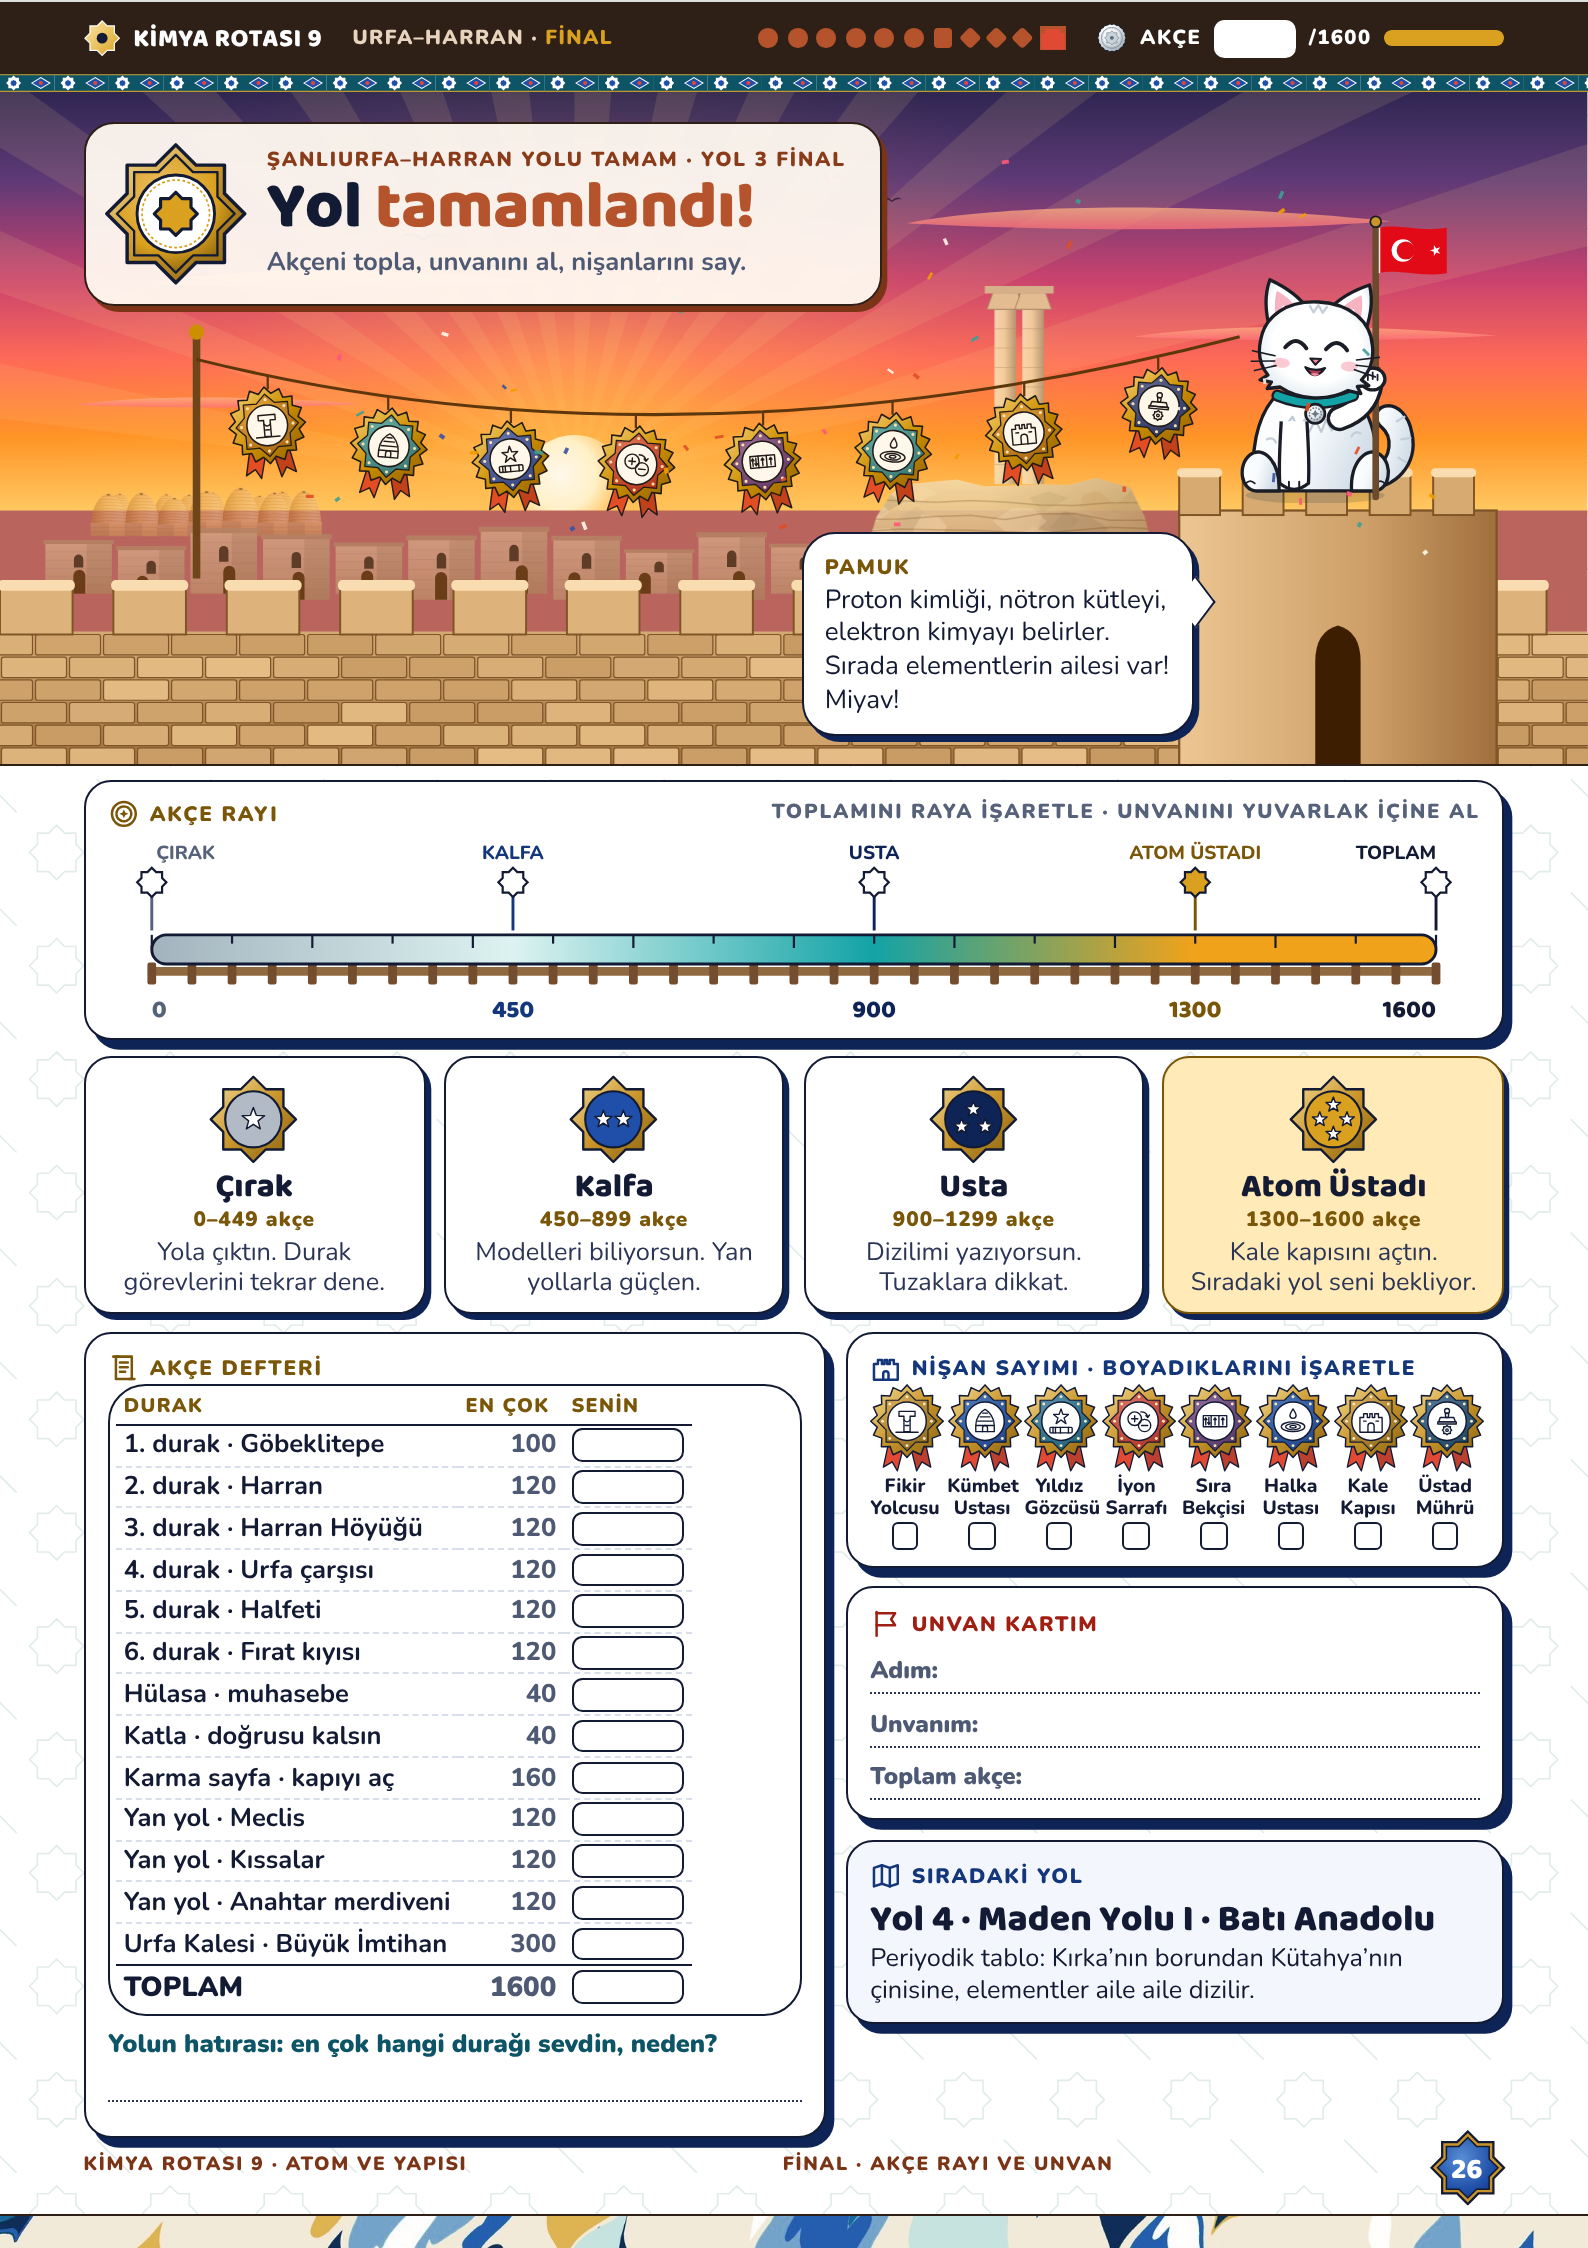 KİMYA ROTASI 9 URFA–HARRAN · FİNAL AKÇE /1600
ŞANLIURFA–HARRAN YOLU TAMAM · YOL 3 FİNAL
Yol tamamlandı!
Akçeni topla, unvanını al, nişanlarını say.
PAMUK
Proton kimliği, nötron kütleyi,
elektron kimyayı belirler.
Sırada elementlerin ailesi var!
Miyav!
AKÇE RAYI
TOPLAMINI RAYA İŞARETLE · UNVANINI YUVARLAK İÇİNE AL
ÇIRAK KALFA USTA ATOM ÜSTADI TOPLAM
0 450 900 1300 1600
Çırak
0–449 akçe
Yola çıktın. Durak
görevlerini tekrar dene.
Kalfa
450–899 akçe
Modelleri biliyorsun. Yan
yollarla güçlen.
Usta
900–1299 akçe
Dizilimi yazıyorsun.
Tuzaklara dikkat.
Atom Üstadı
1300–1600 akçe
Kale kapısını açtın.
Sıradaki yol seni bekliyor.
AKÇE DEFTERİ
DURAK EN ÇOK SENİN
1. durak · Göbeklitepe 100
2. durak · Harran 120
3. durak · Harran Höyüğü 120
4. durak · Urfa çarşısı 120
5. durak · Halfeti 120
6. durak · Fırat kıyısı 120
Hülasa · muhasebe 40
Katla · doğrusu kalsın 40
Karma sayfa · kapıyı aç 160
Yan yol · Meclis 120
Yan yol · Kıssalar 120
Yan yol · Anahtar merdiveni 120
Urfa Kalesi · Büyük İmtihan 300
TOPLAM 1600
Yolun hatırası: en çok hangi durağı sevdin, neden?
NİŞAN SAYIMI · BOYADIKLARINI İŞARETLE
Fikir Kümbet Yıldız İyon Sıra Halka Kale Üstad
Yolcusu Ustası Gözcüsü Sarrafı Bekçisi Ustası Kapısı Mührü
UNVAN KARTIM
Adım:
Unvanım:
Toplam akçe:
SIRADAKİ YOL
Yol 4 · Maden Yolu I · Batı Anadolu
Periyodik tablo: Kırka’nın borundan Kütahya’nın
çinisine, elementler aile aile dizilir.
KİMYA ROTASI 9 · ATOM VE YAPISI
FİNAL · AKÇE RAYI VE UNVAN
26